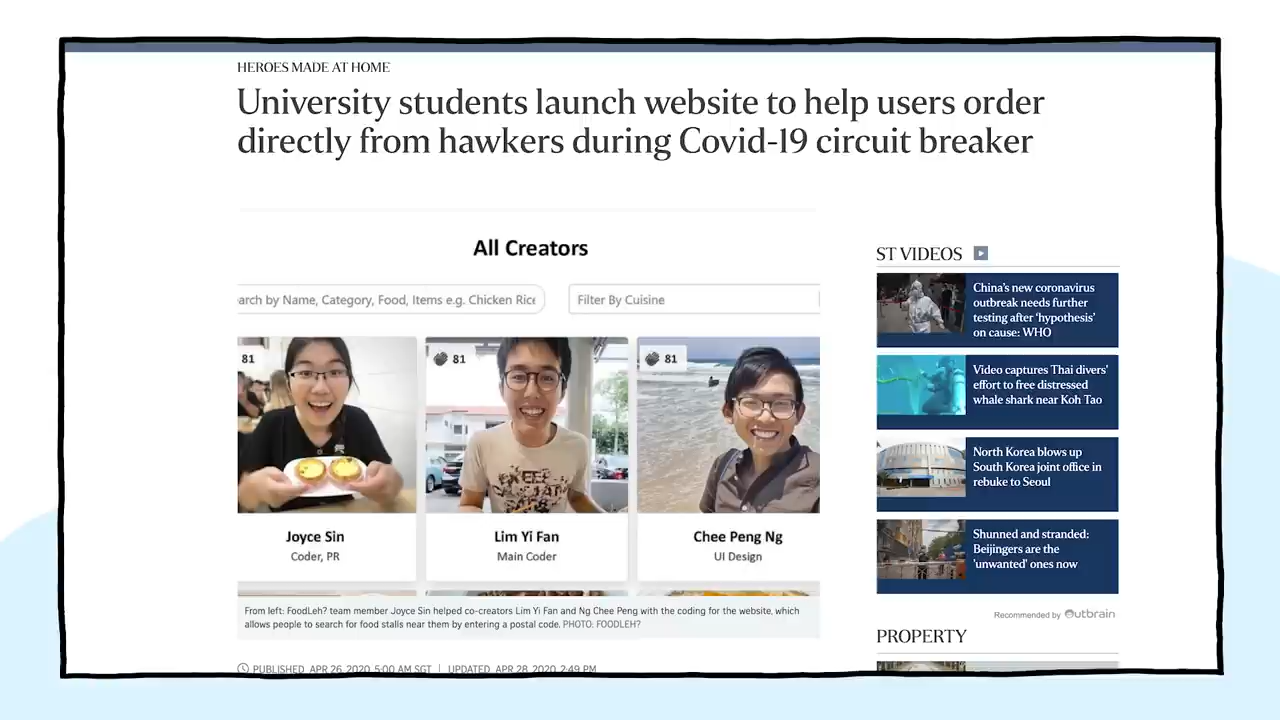 HEROES MADE AT HOME
University students launch website to help users order
directly from hawkers during Covid-19 circuit breaker
All Creators
arch by Name, Category, Food, Items e.g. Chicken Rice
Filter By Cuisine
81
81
81
Joyce Sin
Coder, PR
Lim Yi Fan
Main Coder
Chee Peng Ng
UI Design
From left: FoodLeh? team member Joyce Sin helped co-creators Lim Yi Fan and Ng Chee Peng with the coding for the website, which
allows people to search for food stalls near them by entering a postal code. PHOTO: FOODLEH?
PUBLISHED APR 26, 2020, 5:00 AM SGT | UPDATED APR 28, 2020, 2:49 PM
ST VIDEOS
China's new coronavirus
outbreak needs further
testing after 'hypothesis'
on cause: WHO
Video captures Thai divers'
effort to free distressed
whale shark near Koh Tao
North Korea blows up
South Korea joint office in
rebuke to Seoul
Shunned and stranded:
Beijingers are the
'unwanted' ones now
Recommended by Outbrain
PROPERTY